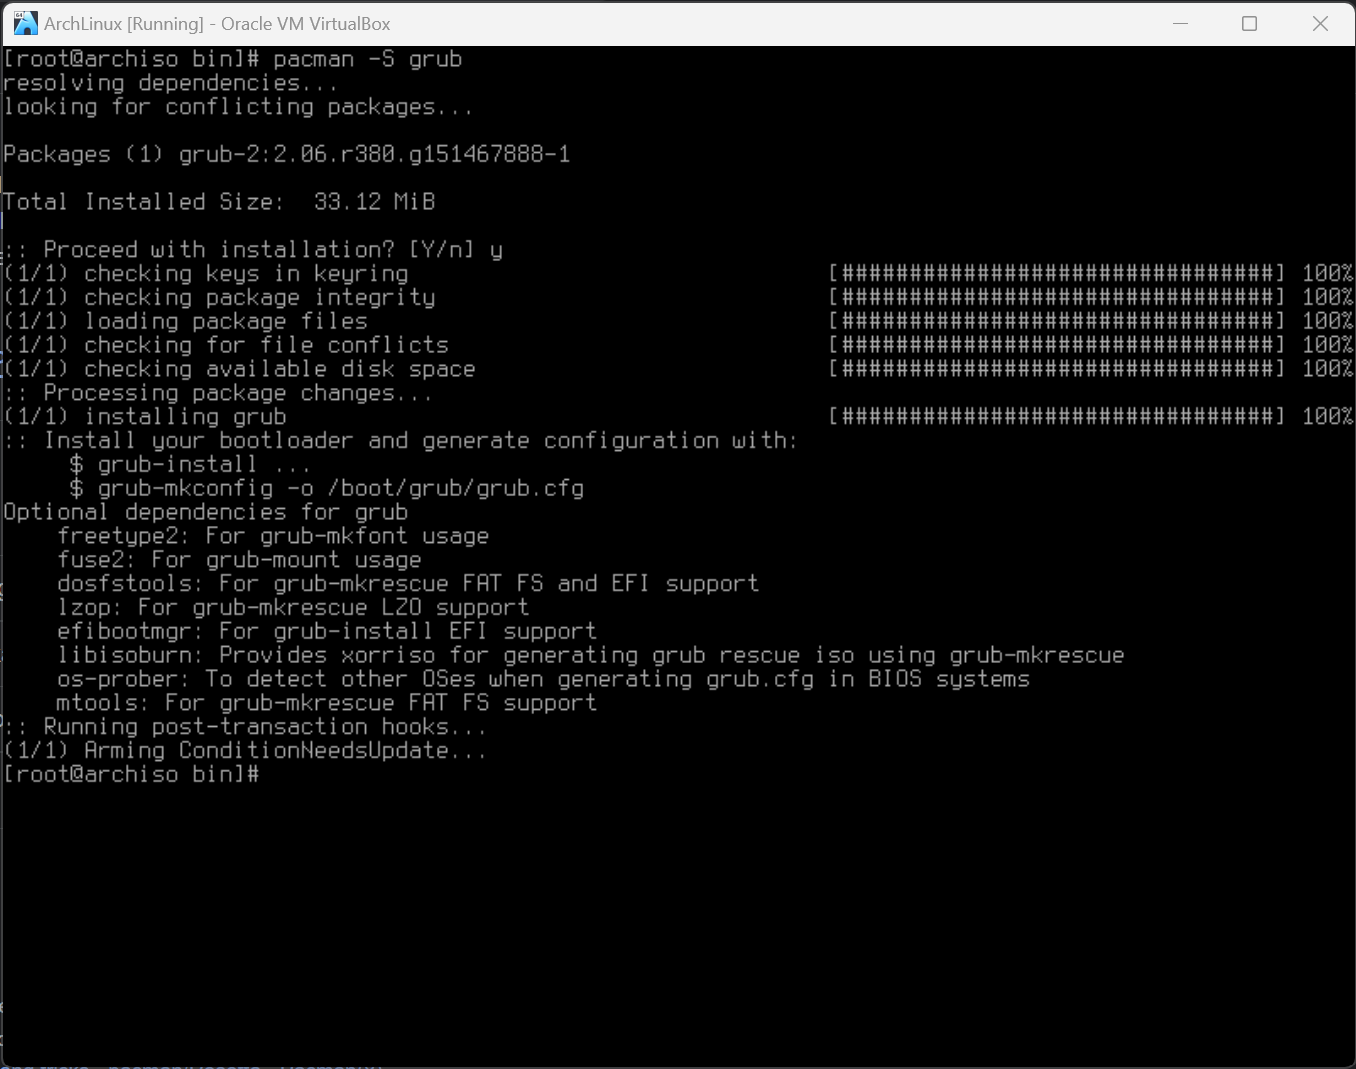 ArchLinux [Running] - Oracle VM VirtualBox
[root@archiso bin]# pacman -S grub
resolving dependencies...
looking for conflicting packages...
Packages (1) grub-2:2.06.r380.g151467888-1
Total Installed Size:  33.12 MiB
:: Proceed with installation? [Y/n] y
(1/1) checking keys in keyring [################################] 100%
(1/1) checking package integrity [################################] 100%
(1/1) loading package files [################################] 100%
(1/1) checking for file conflicts [################################] 100%
(1/1) checking available disk space [################################] 100%
:: Processing package changes...
(1/1) installing grub [################################] 100%
:: Install your bootloader and generate configuration with:
$ grub-install ...
$ grub-mkconfig -o /boot/grub/grub.cfg
Optional dependencies for grub
freetype2: For grub-mkfont usage
fuse2: For grub-mount usage
dosfstools: For grub-mkrescue FAT FS and EFI support
lzop: For grub-mkrescue LZO support
efibootmgr: For grub-install EFI support
libisoburn: Provides xorriso for generating grub rescue iso using grub-mkrescue
os-prober: To detect other OSes when generating grub.cfg in BIOS systems
mtools: For grub-mkrescue FAT FS support
:: Running post-transaction hooks...
(1/1) Arming ConditionNeedsUpdate...
[root@archiso bin]#